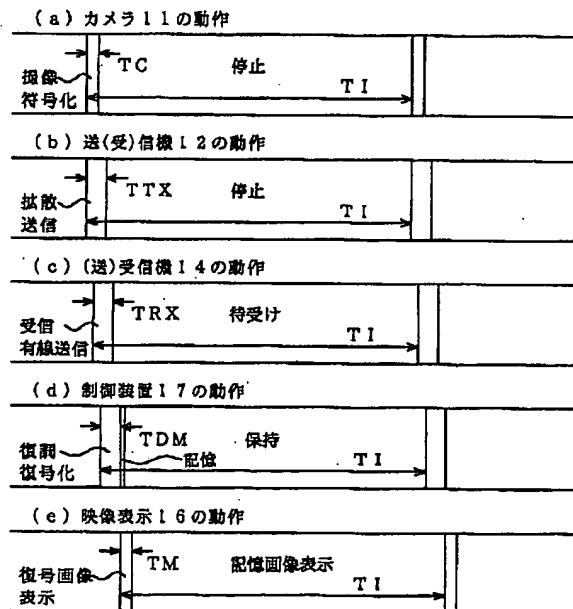 (a) カメラ11の動作
TC 停止
撮像
符号化
TI
(b) 送(受)信機12の動作
TTX 停止
拡散
送信
TI
(c) (送)受信機14の動作
TRX 待受け
受信
有線送信
TI
(d) 制御装置17の動作
TDM 保持
復調
復号化
記憶
TI
(e) 映像表示16の動作
TM 記憶画像表示
復号画像
表示
TI